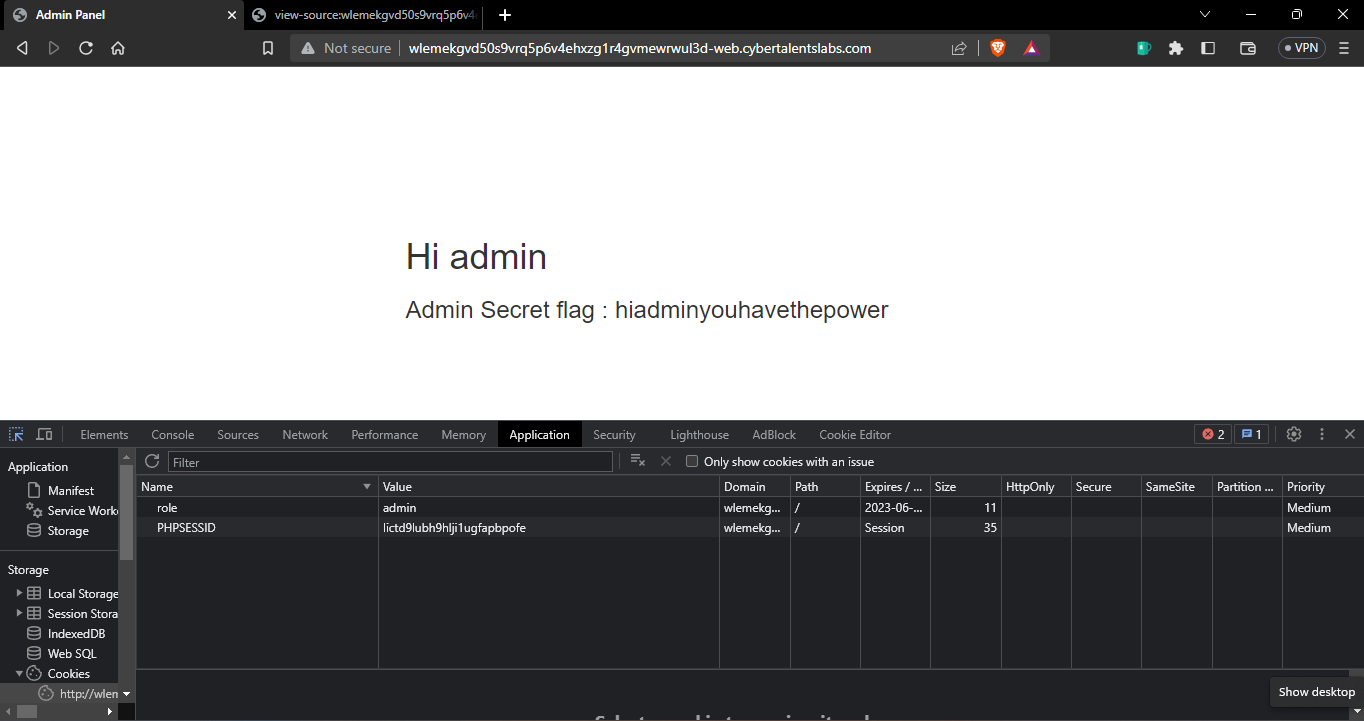 Admin Panel
view-source:wlemekgvd50s9vrq5p6v4e
Not secure wlemekgvd50s9vrq5p6v4ehxzg1r4gvmewrwul3d-web.cybertalentslabs.com VPN
Hi admin
Admin Secret flag : hiadminyouhavethepower
Elements Console Sources Network Performance Memory Application Security Lighthouse AdBlock Cookie Editor 2 1
Application
Filter Only show cookies with an issue
Name Value Domain Path Expires / ... Size HttpOnly Secure SameSite Partition ... Priority
role admin wlemekg... / 2023-06-... 11 Medium
PHPSESSID lictd9lubh9hlji1ugfapbpofe wlemekg... / Session 35 Medium
Manifest
Service Work
Storage
Storage
Local Storage
Session Stora
IndexedDB
Web SQL
Cookies
http://wlem
Show desktop